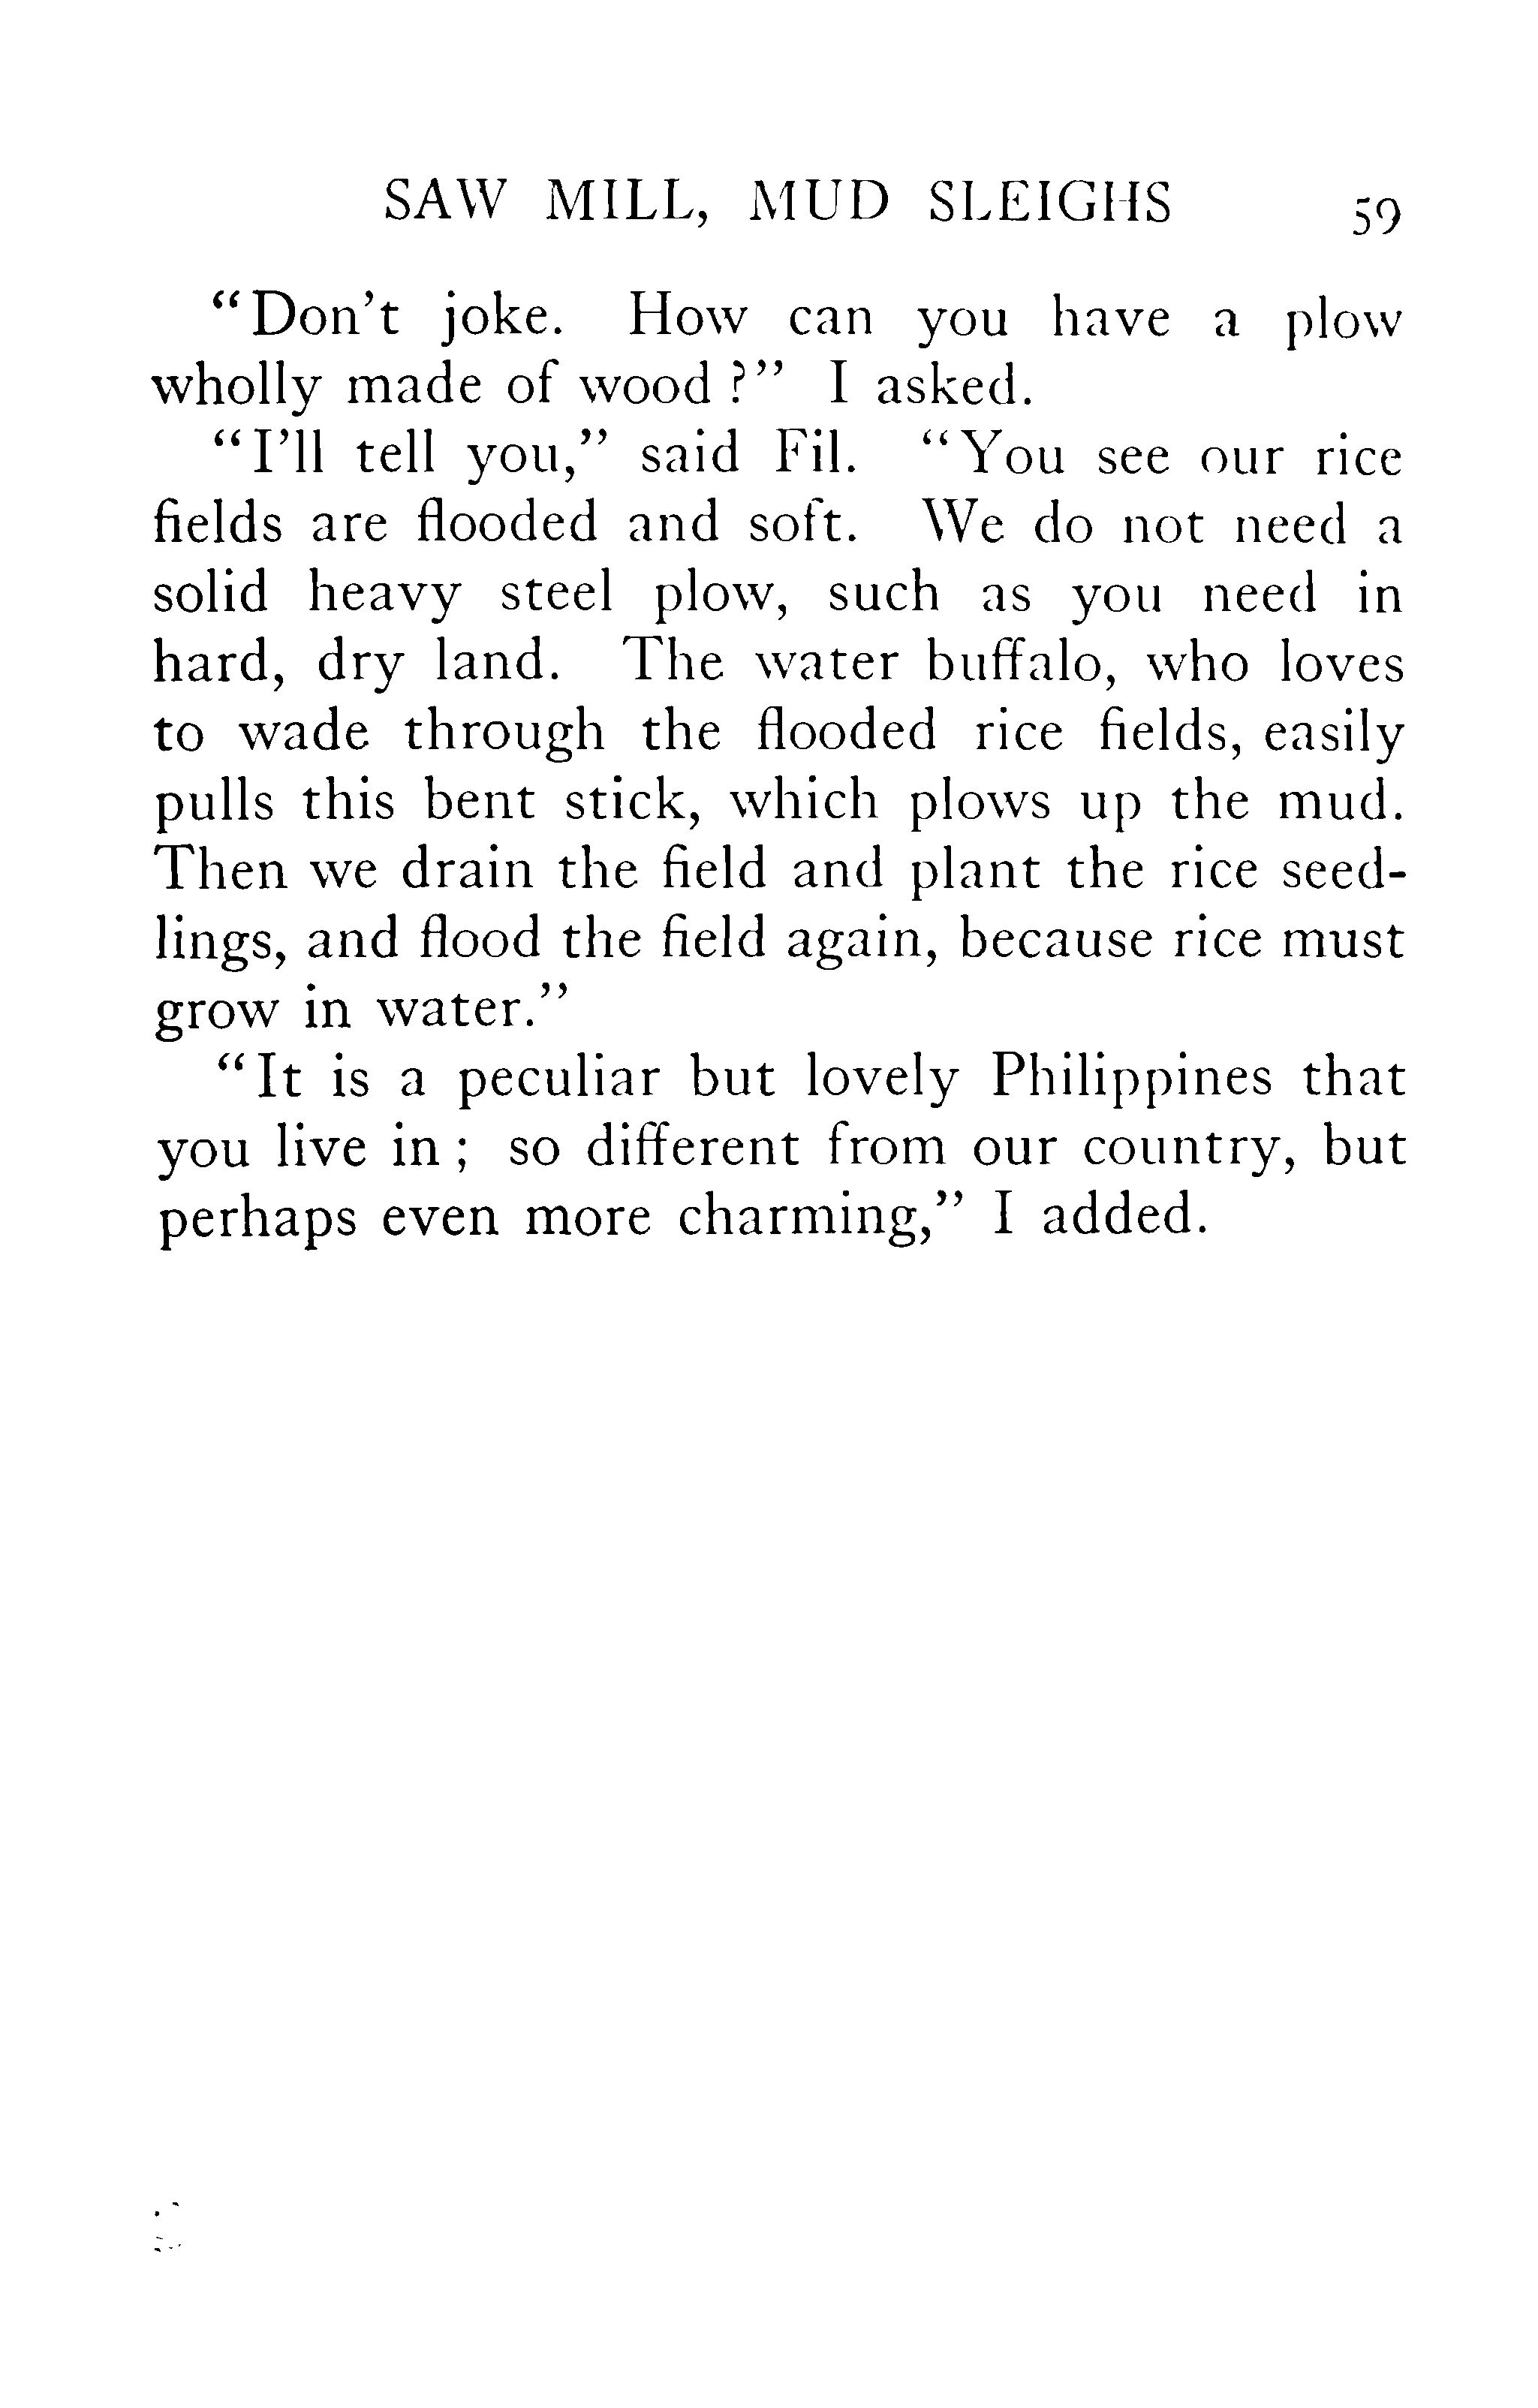 SAW MILL, MUD SLEIGHS 59
“Don’t joke. How can you have a plow
wholly made of wood ?” I asked.
“I’ll tell you,” said Fil. “You see our rice
fields are flooded and soft. We do not need a
solid heavy steel plow, such as you need in
hard, dry land. The water buffalo, who loves
to wade through the flooded rice fields, easily
pulls this bent stick, which plows up the mud.
Then we drain the field and plant the rice seed-
lings, and flood the field again, because rice must
grow in water.”
“It is a peculiar but lovely Philippines that
you live in ; so different from our country, but
perhaps even more charming,” I added.